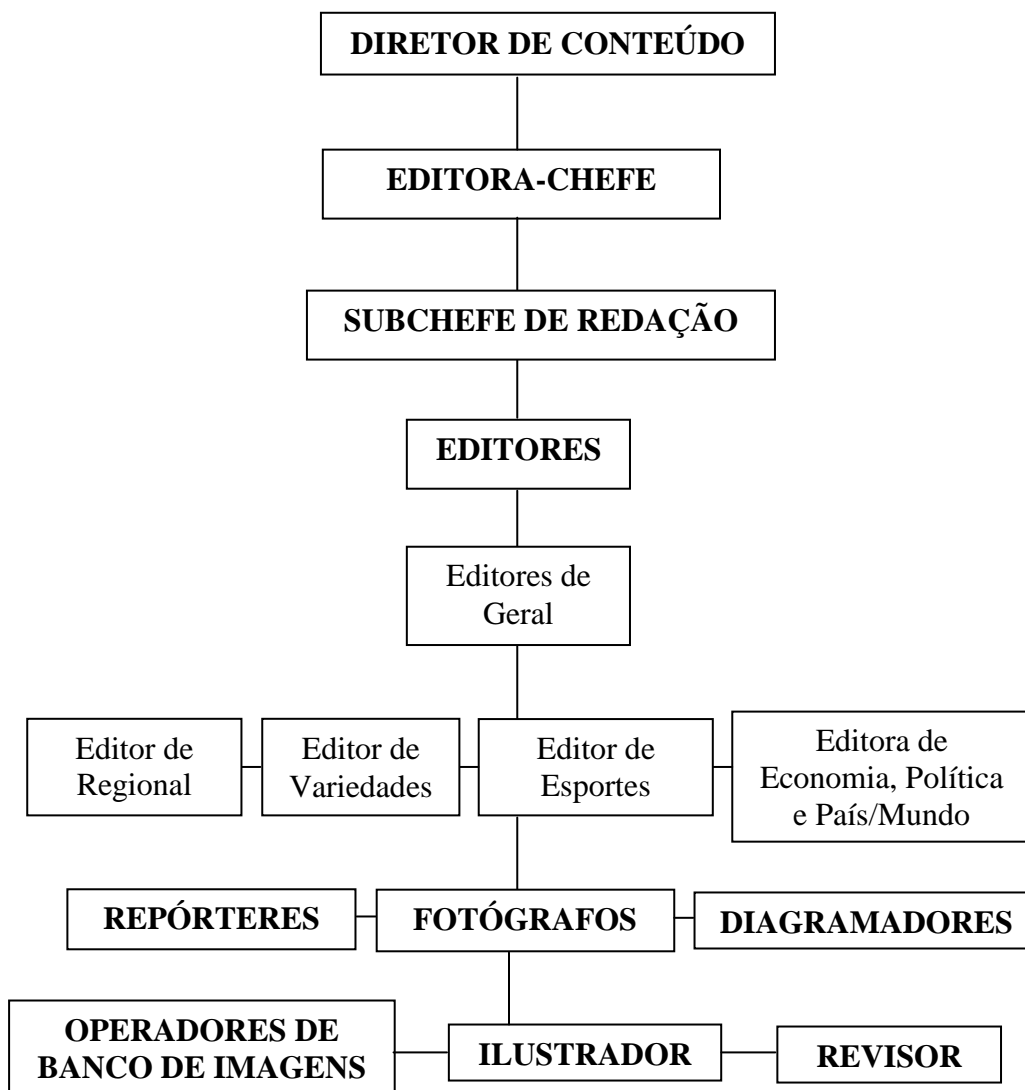 DIRETOR DE CONTEÚDO
EDITORA-CHEFE
SUBCHEFE DE REDAÇÃO
EDITORES
Editores de
Geral
Editor de
Regional
Editor de
Variedades
Editor de
Esportes
Editora de
Economia, Política
e País/Mundo
REPÓRTERES
FOTÓGRAFOS
DIAGRAMADORES
OPERADORES DE
BANCO DE IMAGENS
ILUSTRADOR
REVISOR